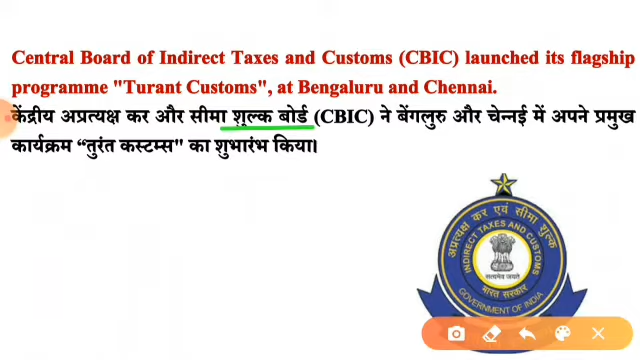 Central Board of Indirect Taxes and Customs (CBIC) launched its flagship
programme "Turant Customs", at Bengaluru and Chennai.
केंद्रीय अप्रत्यक्ष कर और सीमा शुल्क बोर्ड (CBIC) ने बेंगलुरु और चेन्नई में अपने प्रमुख
कार्यक्रम “तुरंत कस्टम्स" का शुभारंभ किया।
अप्रत्यक्ष कर एवं सीमा शुल्क
INDIRECT TAXES AND CUSTOMS
सत्यमेव जयते
भारत सरकार
GOVERNMENT OF INDIA